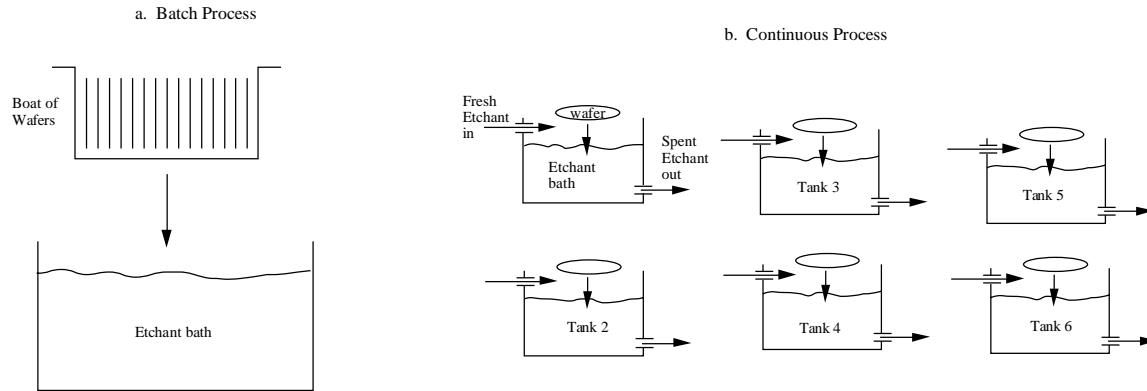 a. Batch Process
Boat of
Wafers
Etchant bath
b. Continuous Process
Fresh
Etchant
in
wafer
Etchant
bath
Spent
Etchant
out
Tank 3
Tank 5
Tank 2
Tank 4
Tank 6